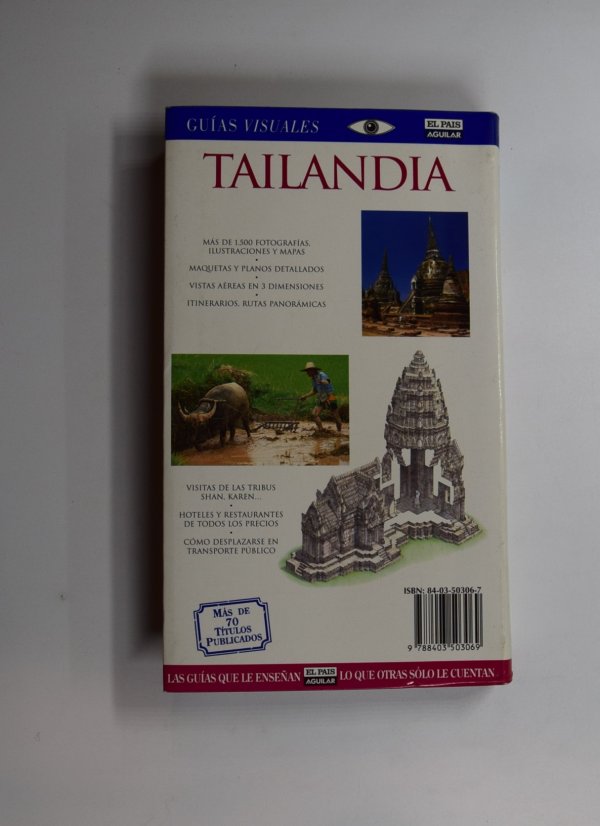 GUÍAS VISUALES
EL PAIS
AGUILAR
TAILANDIA
MÁS DE 1.500 FOTOGRAFÍAS,
ILUSTRACIONES Y MAPAS
•
MAQUETAS Y PLANOS DETALLADOS
•
VISTAS AÉREAS EN 3 DIMENSIONES
•
ITINERARIOS, RUTAS PANORÁMICAS
VISITAS DE LAS TRIBUS
SHAN, KAREN...
•
HOTELES Y RESTAURANTES
DE TODOS LOS PRECIOS
•
CÓMO DESPLAZARSE EN
TRANSPORTE PÚBLICO
ISBN: 84-03-50306-7
9 788403 503069
MÁS DE
70
TÍTULOS
PUBLICADOS
LAS GUÍAS QUE LE ENSEÑAN EL PAIS AGUILAR LO QUE OTRAS SÓLO LE CUENTAN